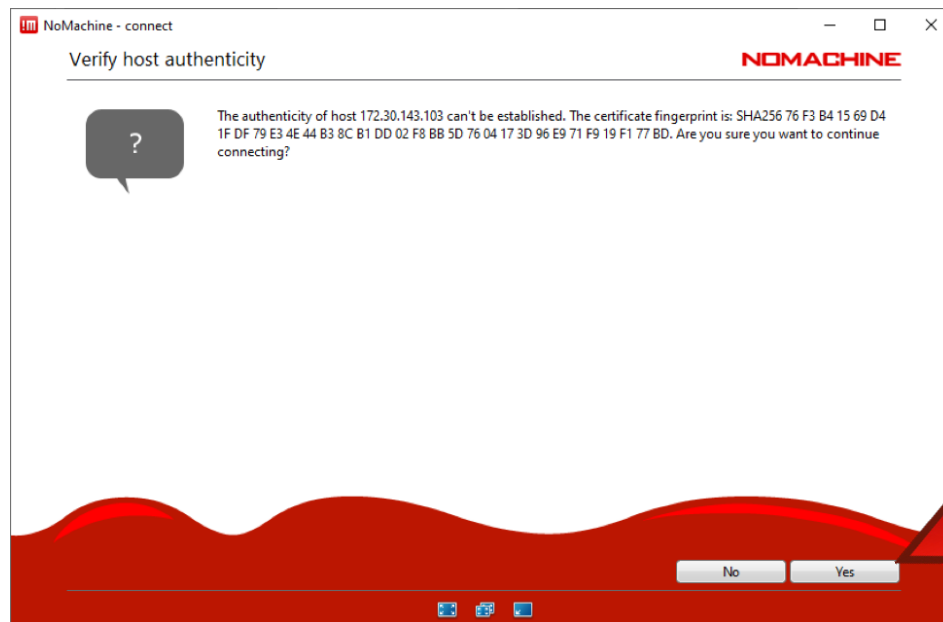 NoMachine - connect
Verify host authenticity
NOMACHINE
?
The authenticity of host 172.30.143.103 can't be established. The certificate fingerprint is: SHA256 76 F3 B4 15 69 D4
1F DF 79 E3 4E 44 B3 8C B1 DD 02 F8 BB 5D 76 04 17 3D 96 E9 71 F9 19 F1 77 BD. Are you sure you want to continue
connecting?
No
Yes